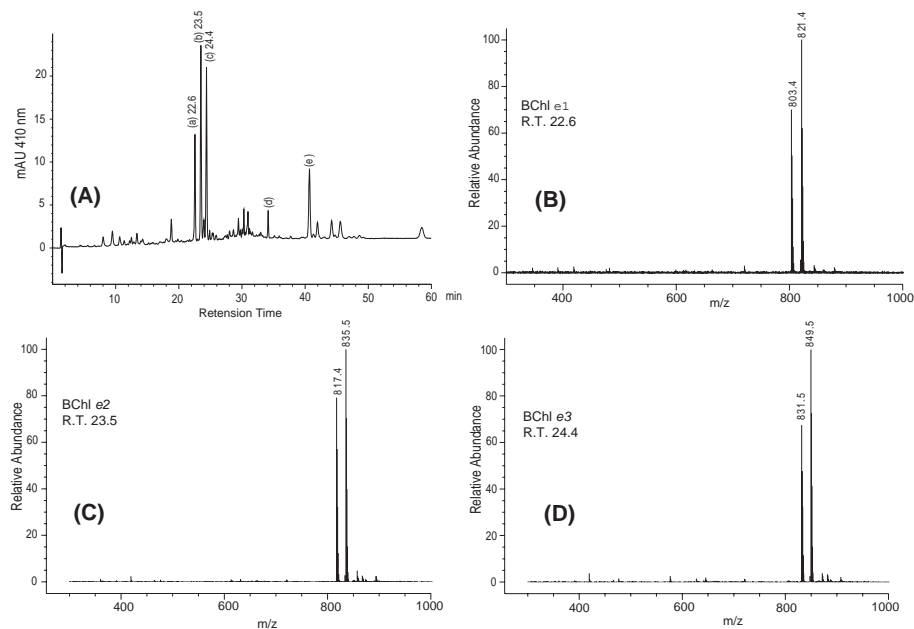 (A)
mAU 410 nm
20
15
10
5
0
(a) 22.6
(b) 23.5
(c) 24.4
(d)
(e)
10 20 30 40 50 60 min
Retension Time
(B)
BChl e1
R.T. 22.6
Relative Abundance
100
80
60
40
20
0
803.4
821.4
400 600 800 1000
m/z
(C)
BChl e2
R.T. 23.5
Relative Abundance
100
80
60
40
20
0
817.4
835.5
400 600 800 1000
m/z
(D)
BChl e3
R.T. 24.4
Relative Abundance
100
80
60
40
20
0
831.5
849.5
400 600 800 1000
m/z